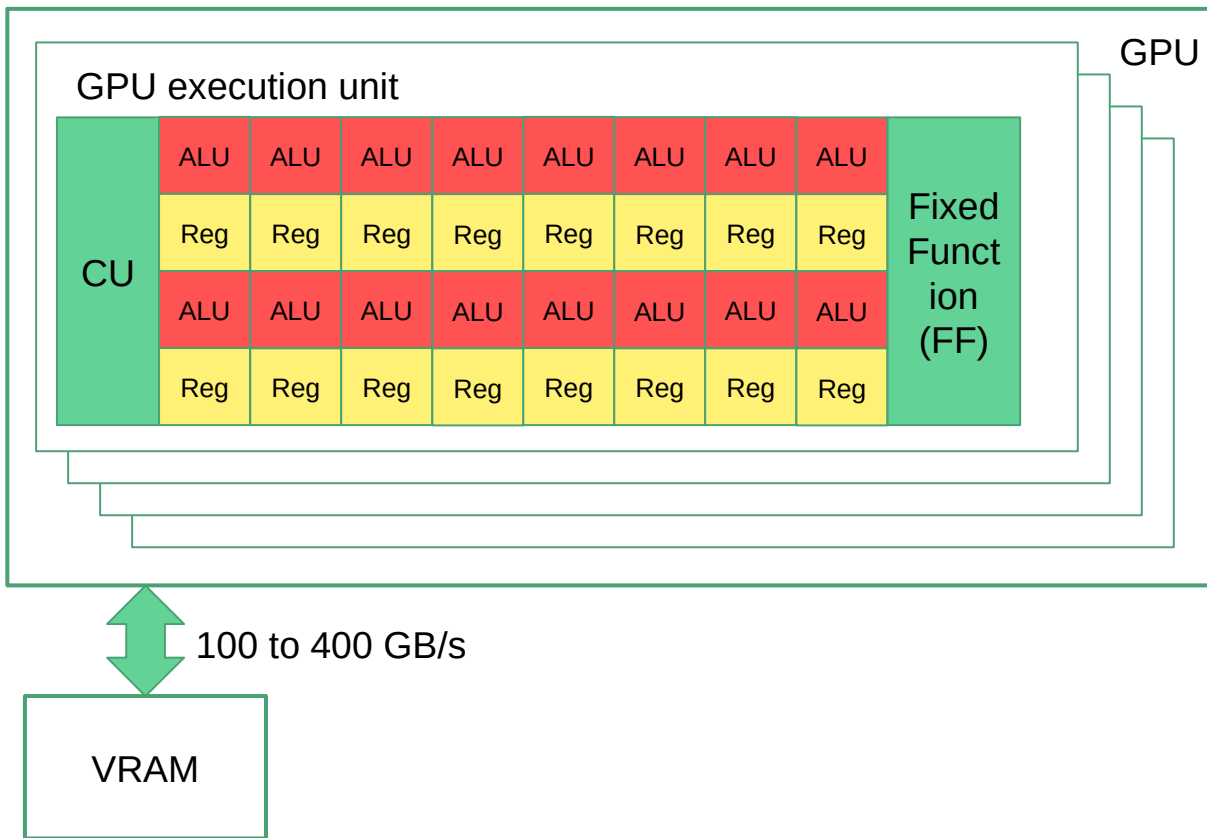 GPU
GPU execution unit
CU
ALU ALU ALU ALU ALU ALU ALU ALU
Reg Reg Reg Reg Reg Reg Reg Reg
ALU ALU ALU ALU ALU ALU ALU ALU
Reg Reg Reg Reg Reg Reg Reg Reg
Fixed
Funct
ion
(FF)
100 to 400 GB/s
VRAM